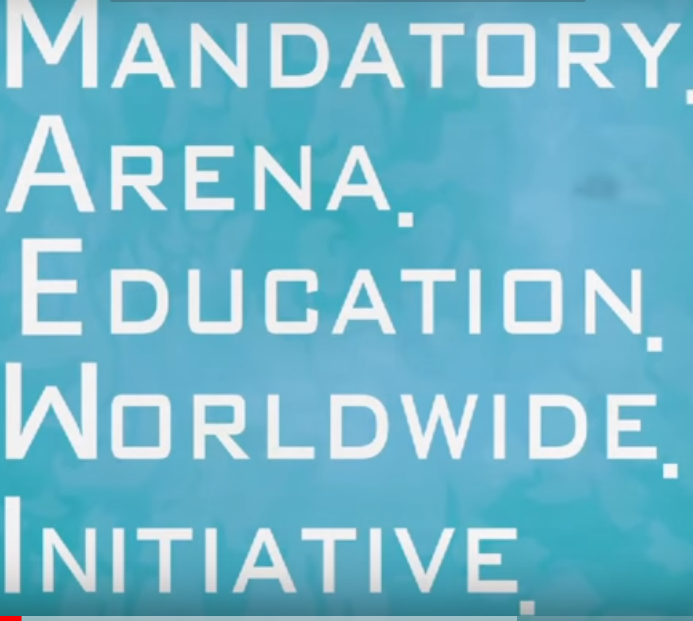 MANDATORY.
ARENA.
EDUCATION.
WORLDWIDE.
INITIATIVE.